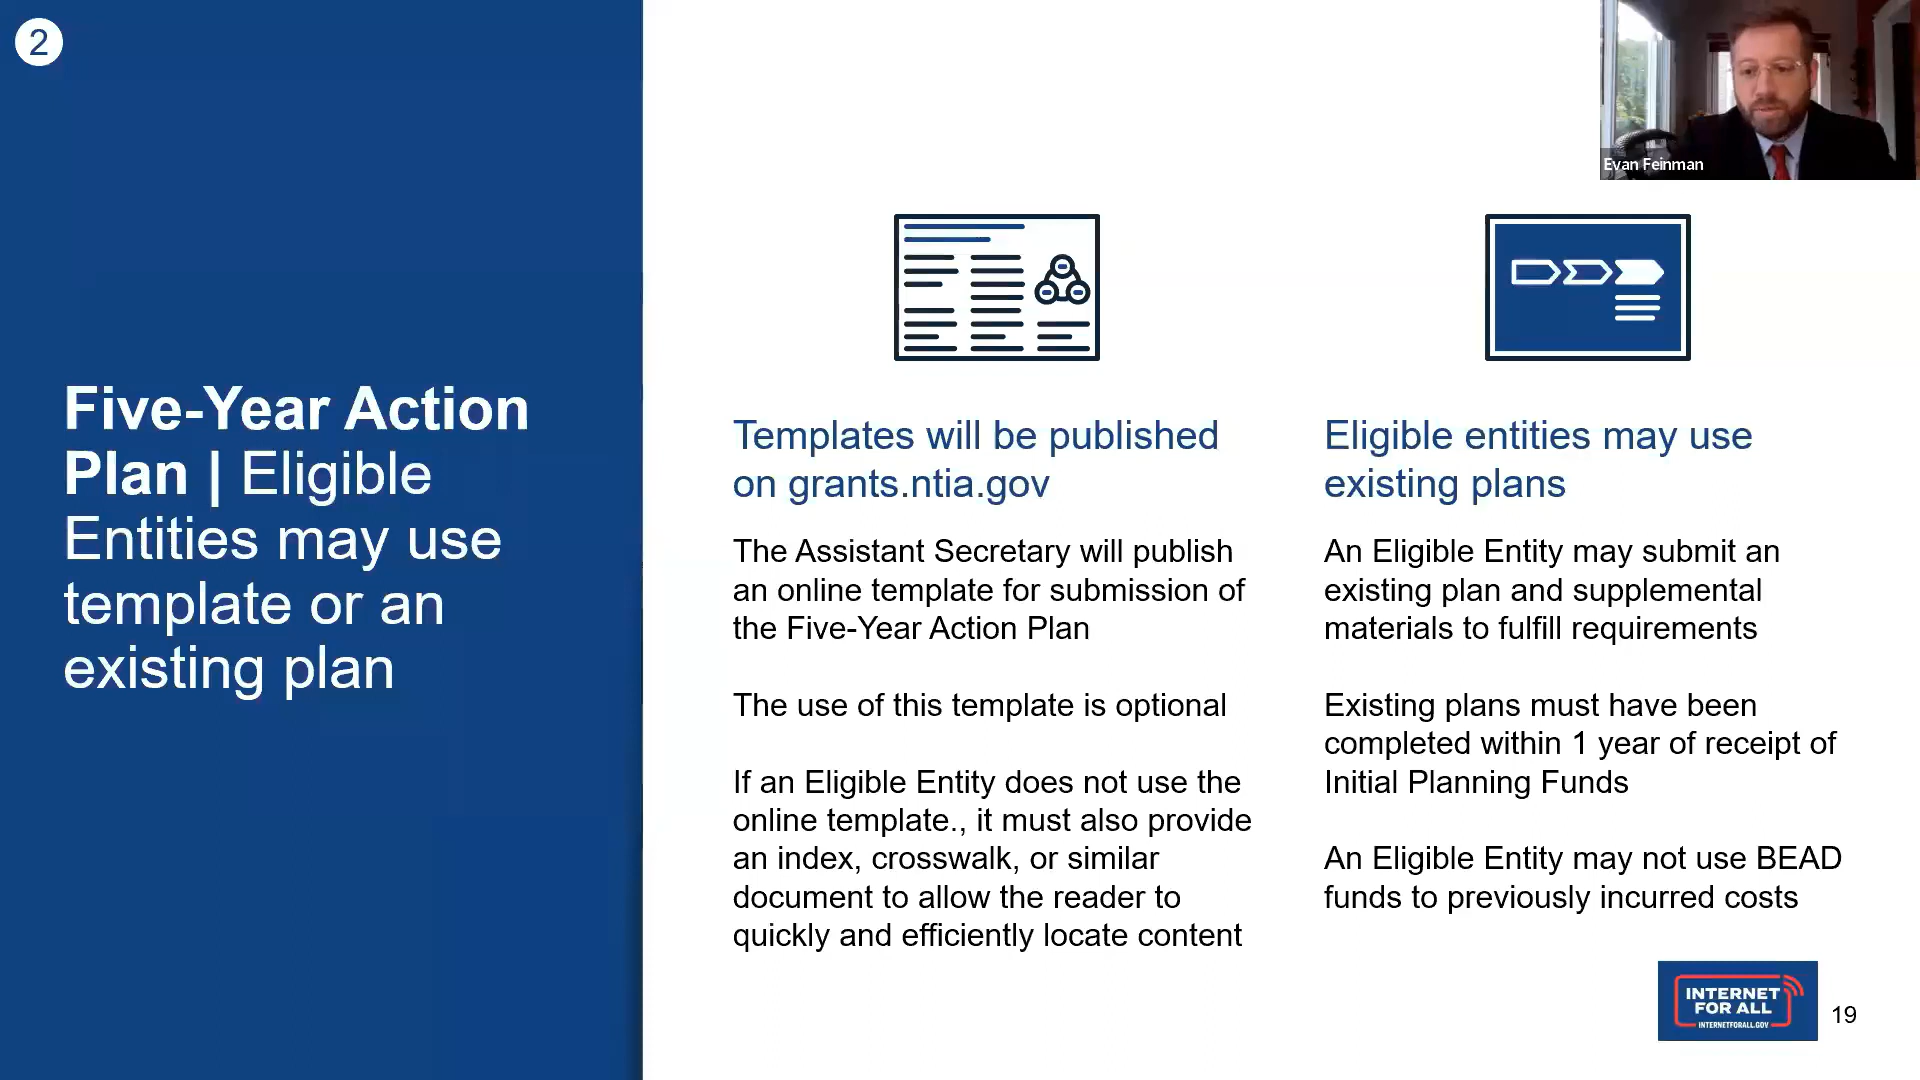 2
Five-Year Action
Plan | Eligible
Entities may use
template or an
existing plan
Evan Feinman
Templates will be published
on grants.ntia.gov
The Assistant Secretary will publish
an online template for submission of
the Five-Year Action Plan
The use of this template is optional
If an Eligible Entity does not use the
online template., it must also provide
an index, crosswalk, or similar
document to allow the reader to
quickly and efficiently locate content
Eligible entities may use
existing plans
An Eligible Entity may submit an
existing plan and supplemental
materials to fulfill requirements
Existing plans must have been
completed within 1 year of receipt of
Initial Planning Funds
An Eligible Entity may not use BEAD
funds to previously incurred costs
INTERNET
FOR ALL
INTERNETFORALL.GOV
19